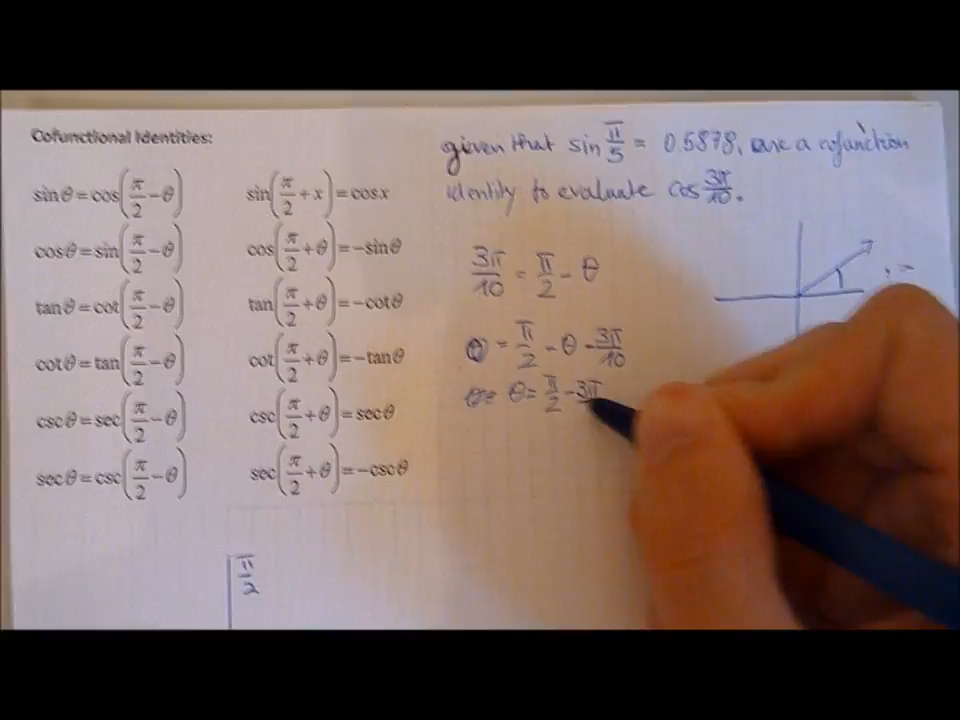 Cofunctional Identities:
sinθ=cos(π/2−θ)
sin(π/2+x)=cosx
cosθ=sin(π/2−θ)
cos(π/2+θ)=−sinθ
tanθ=cot(π/2−θ)
tan(π/2+θ)=−cotθ
cotθ=tan(π/2−θ)
cot(π/2+θ)=−tanθ
cscθ=sec(π/2−θ)
csc(π/2+θ)=secθ
secθ=csc(π/2−θ)
sec(π/2+θ)=−cscθ
π/2
given that sin π/5 = 0.5878, use a cofunction
identity to evaluate cos 3π/10.
3π/10 = π/2 - θ
= π/2 - θ - 3π/10
θ = π/2 - 3π